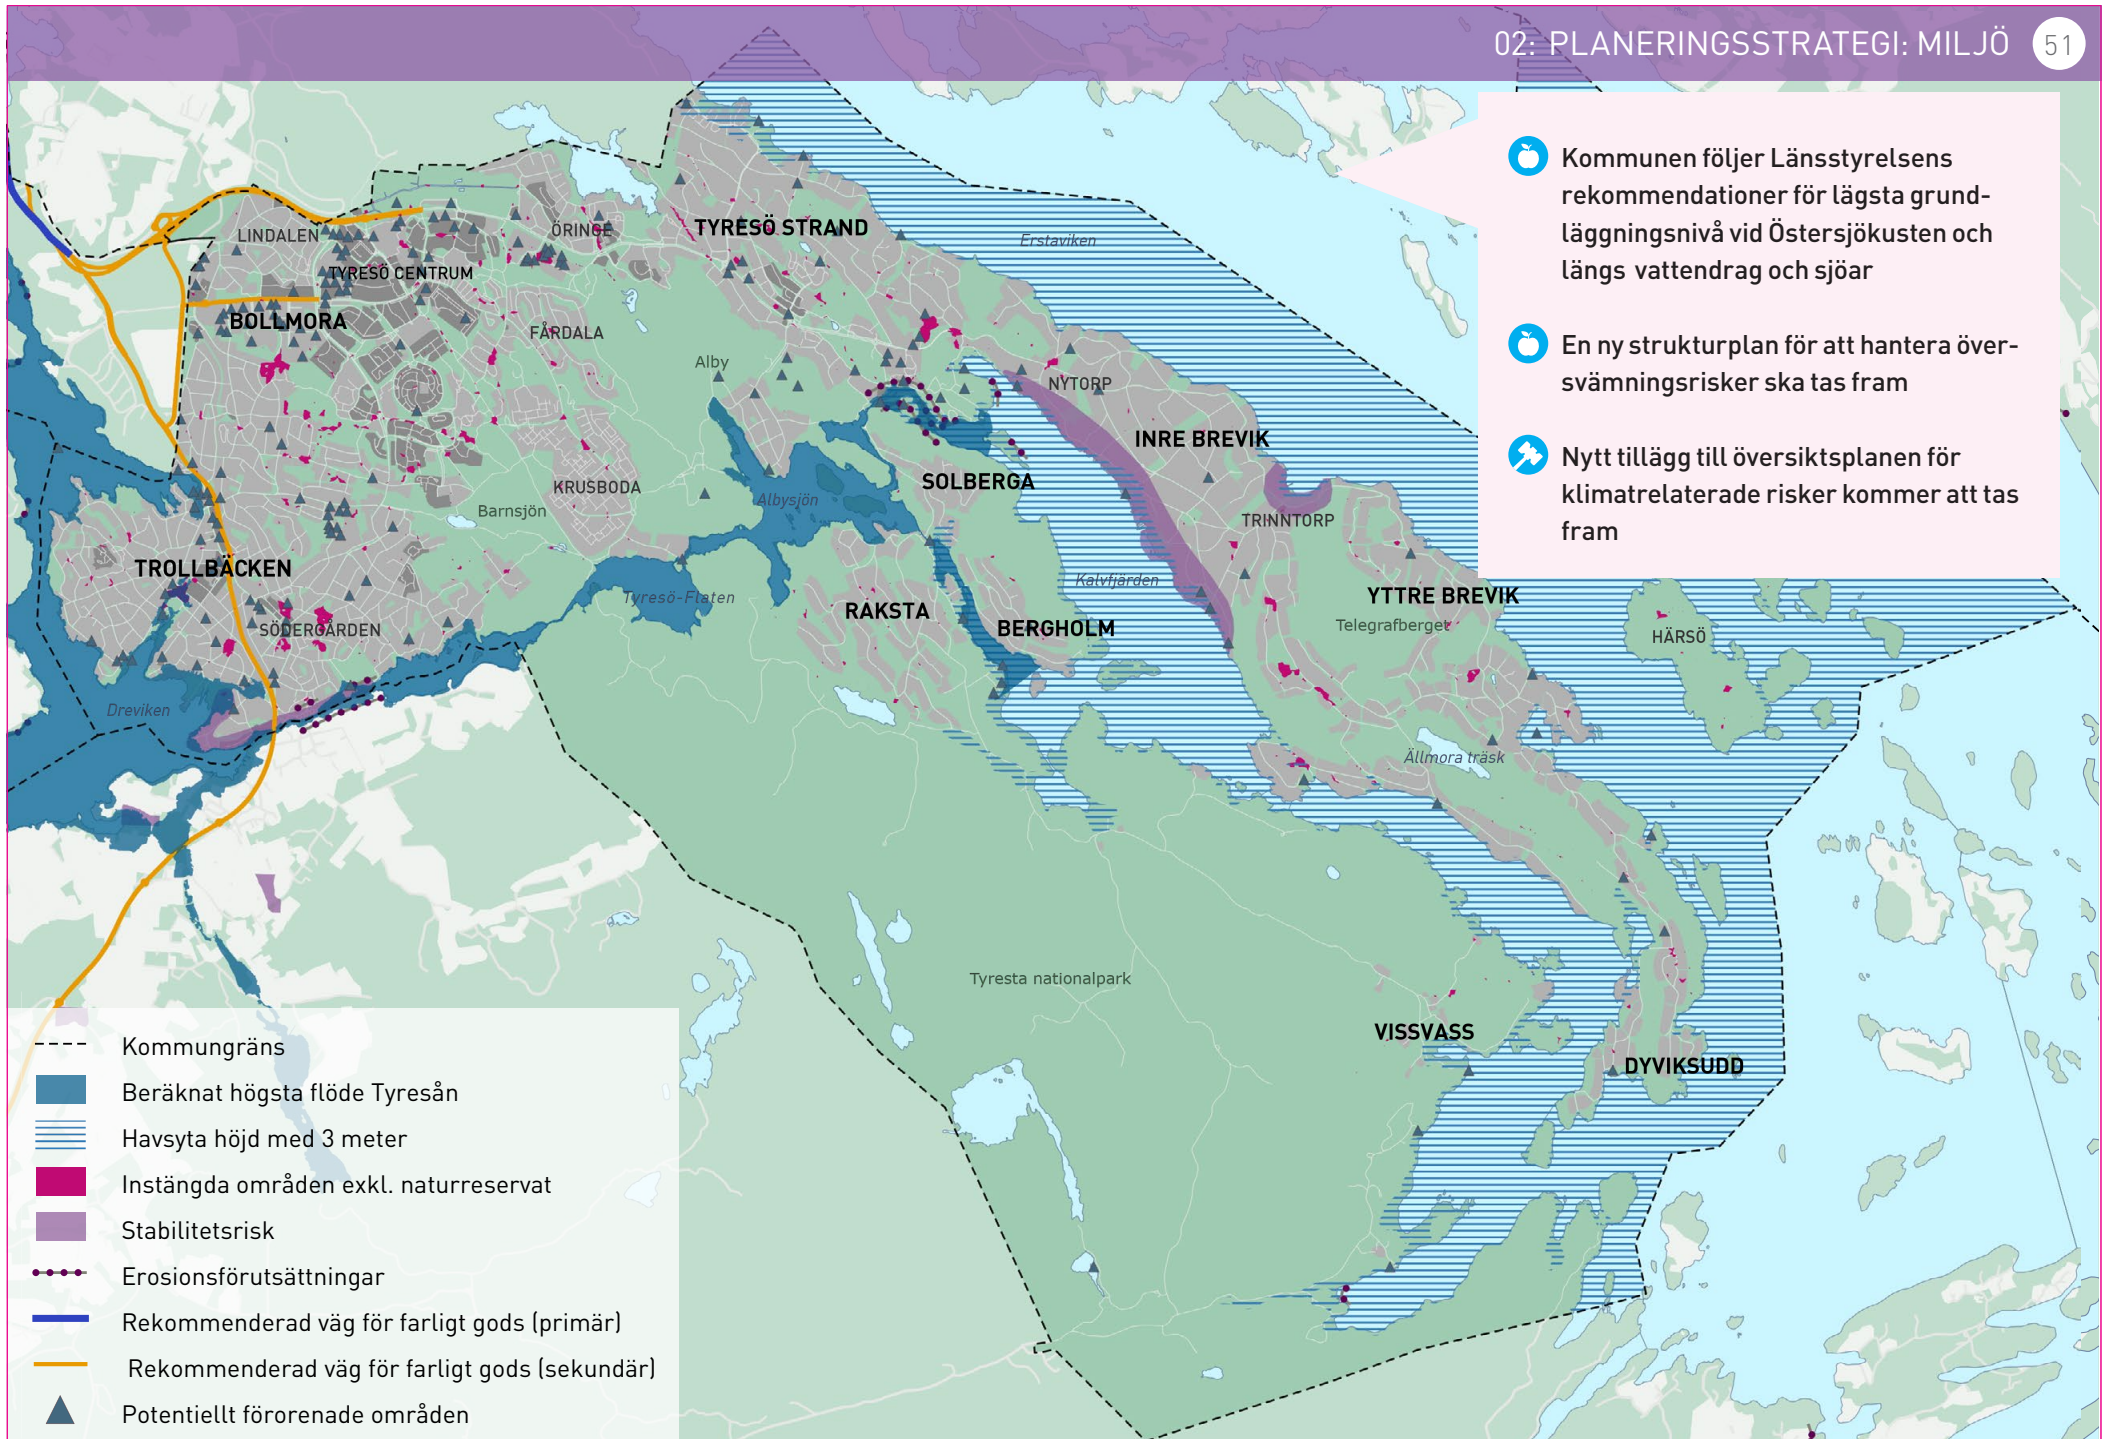 02: PLANERINGSSTRATEGI: MILJÖ 51
Kommunen följer Länsstyrelsens
rekommendationer för lägsta grund-
läggningsnivå vid Östersjökusten och
längs vattendrag och sjöar
En ny strukturplan för att hantera över-
svämningsrisker ska tas fram
Nytt tillägg till översiktsplanen för
klimatrelaterade risker kommer att tas
fram
LINDALEN
ÖRINGE
TYRESÖ STRAND
Erstaviken
TYRESÖ CENTRUM
BOLLMORA
FÅRDALA
Alby
NYTORP
INRE BREVIK
SOLBERGA
KRUSBODA
Albysjön
Barnsjön
TRINNTORP
TROLLBÄCKEN
Kalvfjärden
Tyresö-Flaten
YTTRE BREVIK
RAKSTA
Telegrafberget
BERGHOLM
SÖDERGÅRDEN
HÄRSÖ
Dreviken
Ällmora träsk
Tyresta nationalpark
VISSVASS
DYVIKSUDD
Kommungräns
Beräknat högsta flöde Tyresån
Havsyta höjd med 3 meter
Instängda områden exkl. naturreservat
Stabilitetsrisk
Erosionsförutsättningar
Rekommenderad väg för farligt gods (primär)
Rekommenderad väg för farligt gods (sekundär)
Potentiellt förorenade områden